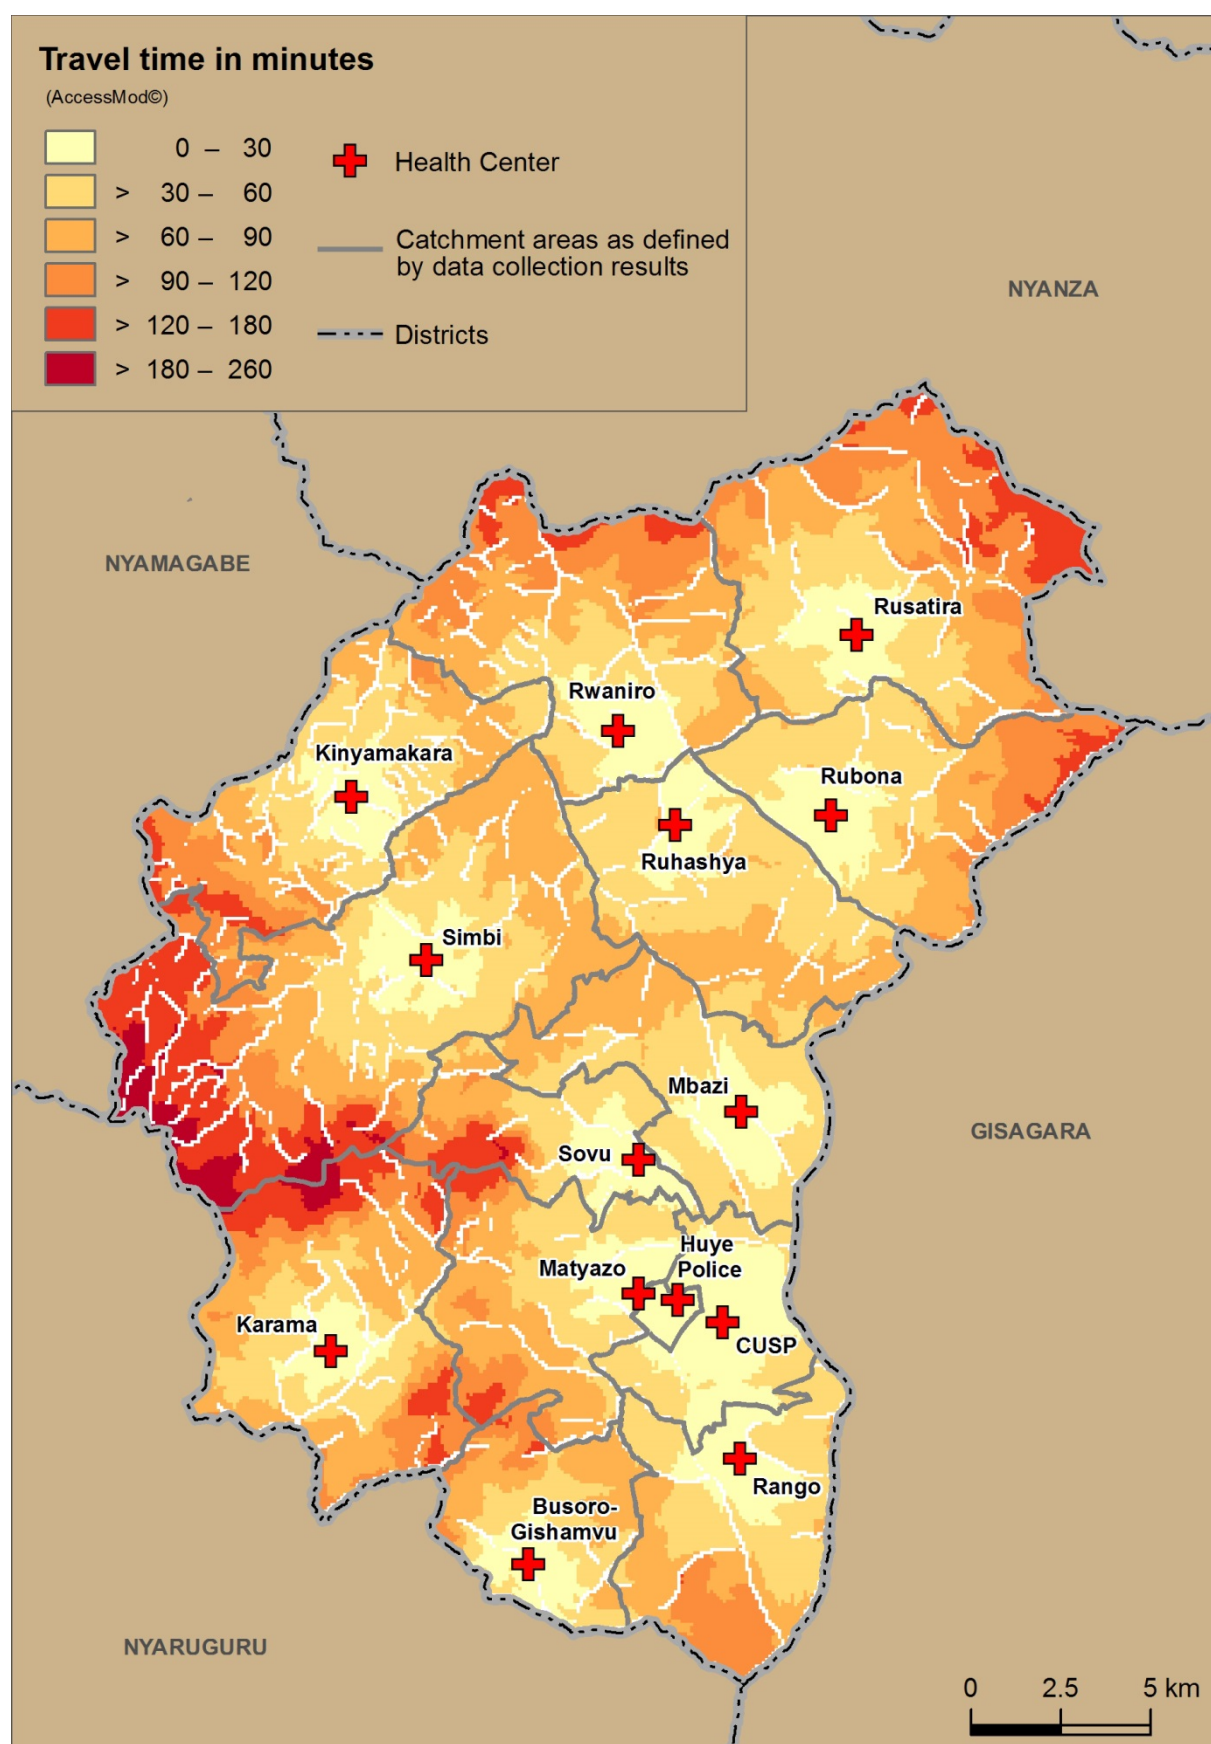 Travel time in minutes
(AccessMod©)
0 – 30
> 30 – 60
> 60 – 90
> 90 – 120
> 120 – 180
> 180 – 260
Health Center
Catchment areas as defined
by data collection results
Districts
NYANZA
NYAMAGABE
Rusatira
Rwaniro
Kinyamakara
Rubona
Ruhashya
Simbi
Mbazi
GISAGARA
Sovu
Huye
Police
Matyazo
Karama
CUSP
Rango
Busoro-
Gishamvu
NYARUGURU
0 2.5 5 km